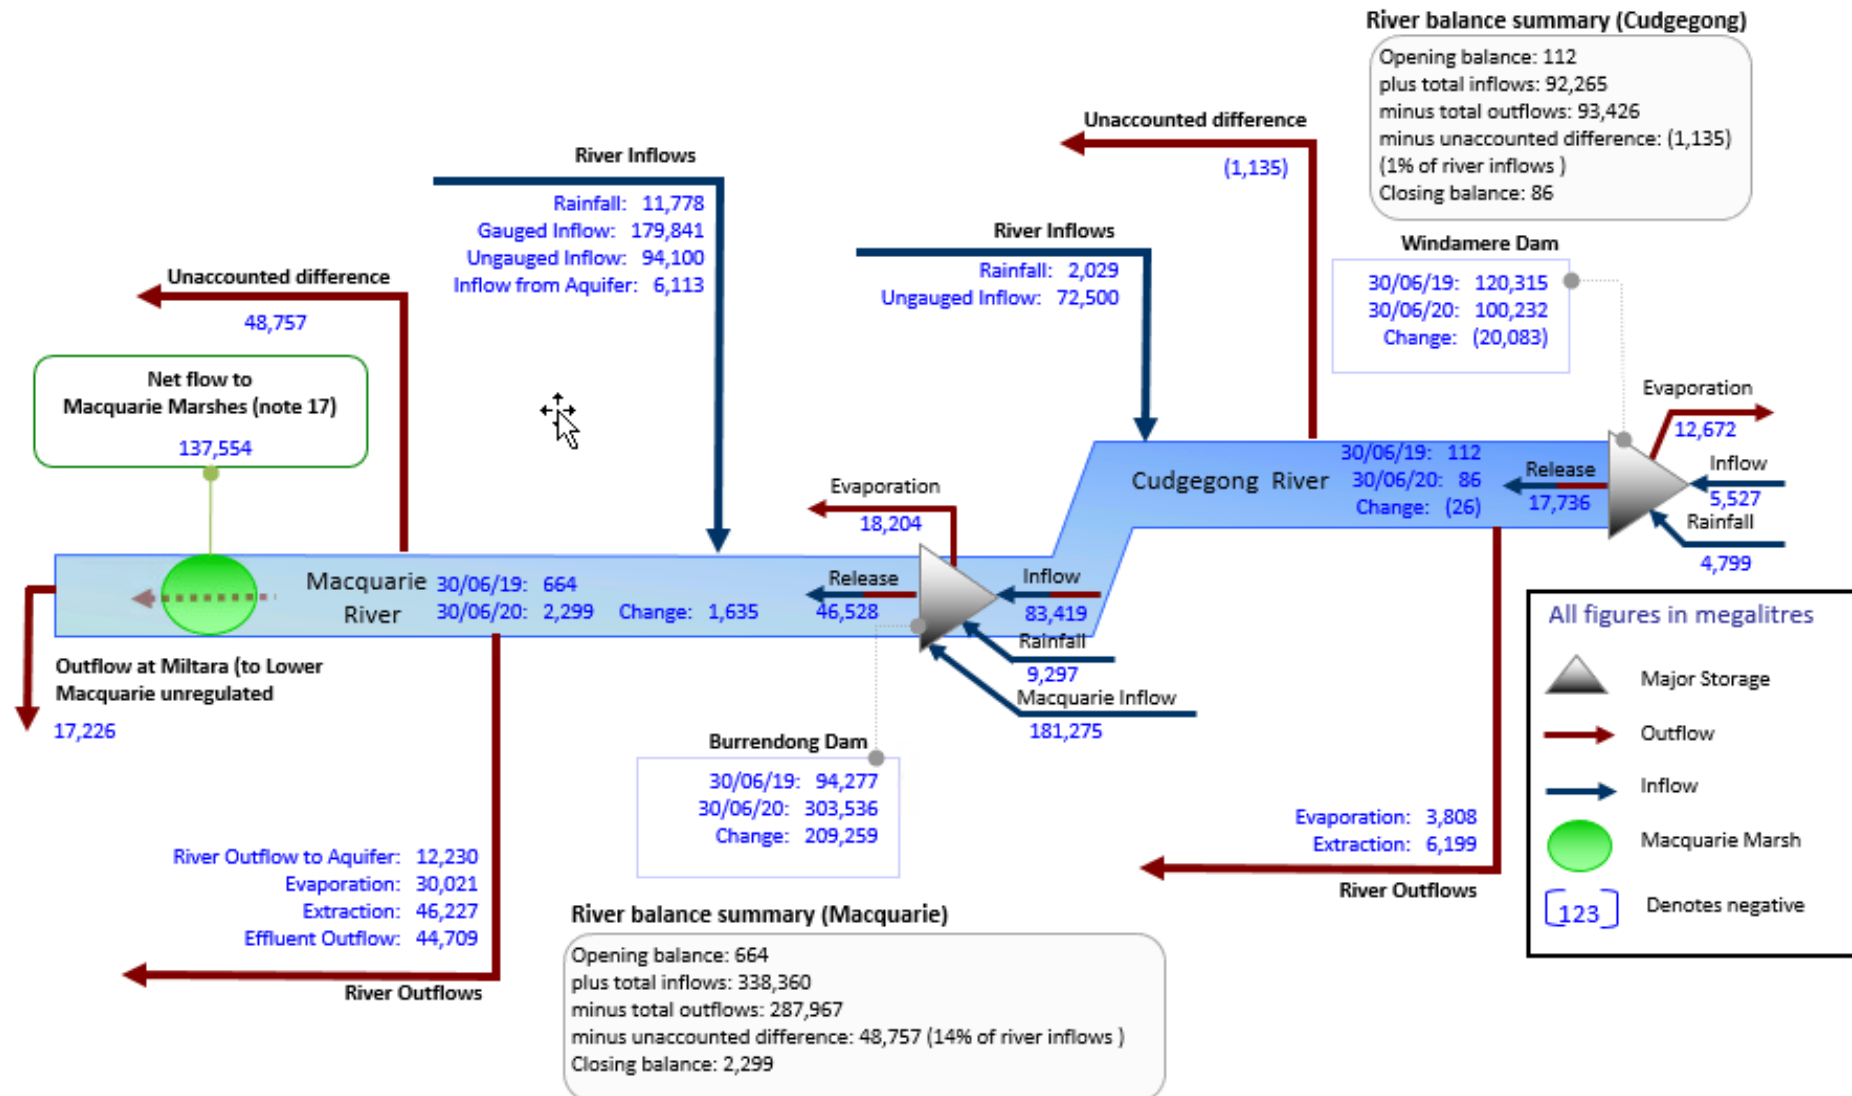 River balance summary (Cudgegong)
Opening balance: 112
plus total inflows: 92,265
minus total outflows: 93,426
minus unaccounted difference: (1,135)
(1% of river inflows )
Closing balance: 86
Unaccounted difference
(1,135)
River Inflows
Rainfall: 11,778
Gauged Inflow: 179,841
Ungauged Inflow: 94,100
Inflow from Aquifer: 6,113
River Inflows
Rainfall: 2,029
Ungauged Inflow: 72,500
Windamere Dam
30/06/19: 120,315
30/06/20: 100,232
Change: (20,083)
Unaccounted difference
48,757
Net flow to
Macquarie Marshes (note 17)
137,554
Evaporation
12,672
Inflow
5,527
Rainfall
4,799
Cudgegong River
30/06/19: 112
30/06/20: 86
Change: (26)
Release
17,736
Evaporation
18,204
Macquarie
River
30/06/19: 664
30/06/20: 2,299 Change: 1,635
Release
46,528
Inflow
83,419
Rainfall
9,297
Macquarie Inflow
181,275
Outflow at Miltara (to Lower
Macquarie unregulated
17,226
Burrendong Dam
30/06/19: 94,277
30/06/20: 303,536
Change: 209,259
All figures in megalitres
Major Storage
Outflow
Inflow
Macquarie Marsh
123 Denotes negative
Evaporation: 3,808
Extraction: 6,199
River Outflows
River Outflow to Aquifer: 12,230
Evaporation: 30,021
Extraction: 46,227
Effluent Outflow: 44,709
River Outflows
River balance summary (Macquarie)
Opening balance: 664
plus total inflows: 338,360
minus total outflows: 287,967
minus unaccounted difference: 48,757 (14% of river inflows )
Closing balance: 2,299